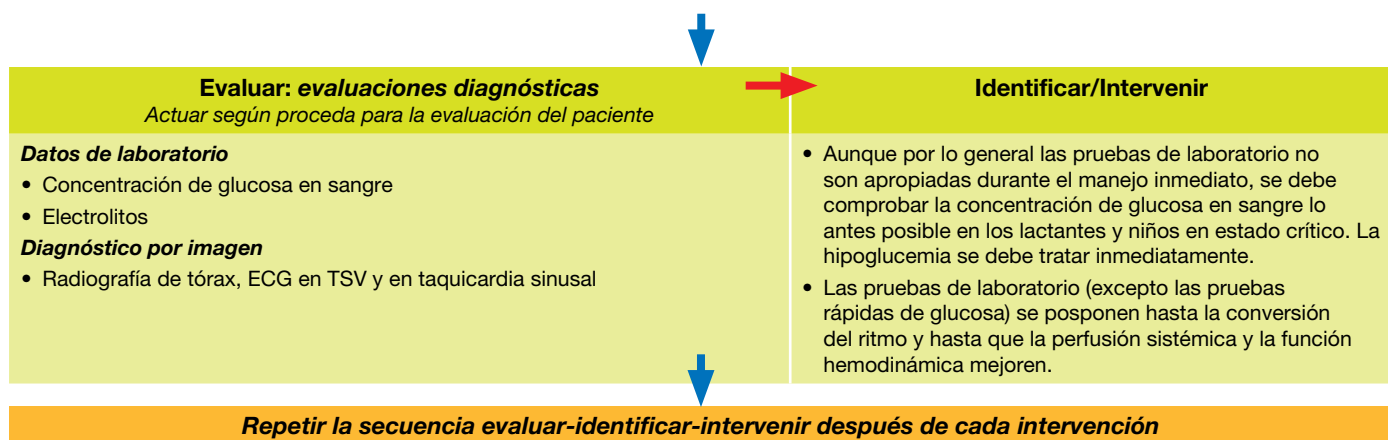 Evaluar: evaluaciones diagnósticas
Actuar según proceda para la evaluación del paciente
Identificar/Intervenir
Datos de laboratorio
• Concentración de glucosa en sangre
• Electrolitos
Diagnóstico por imagen
• Radiografía de tórax, ECG en TSV y en taquicardia sinusal
• Aunque por lo general las pruebas de laboratorio no
son apropiadas durante el manejo inmediato, se debe
comprobar la concentración de glucosa en sangre lo
antes posible en los lactantes y niños en estado crítico. La
hipoglucemia se debe tratar inmediatamente.
• Las pruebas de laboratorio (excepto las pruebas
rápidas de glucosa) se posponen hasta la conversión
del ritmo y hasta que la perfusión sistémica y la función
hemodinámica mejoren.
Repetir la secuencia evaluar-identificar-intervenir después de cada intervención